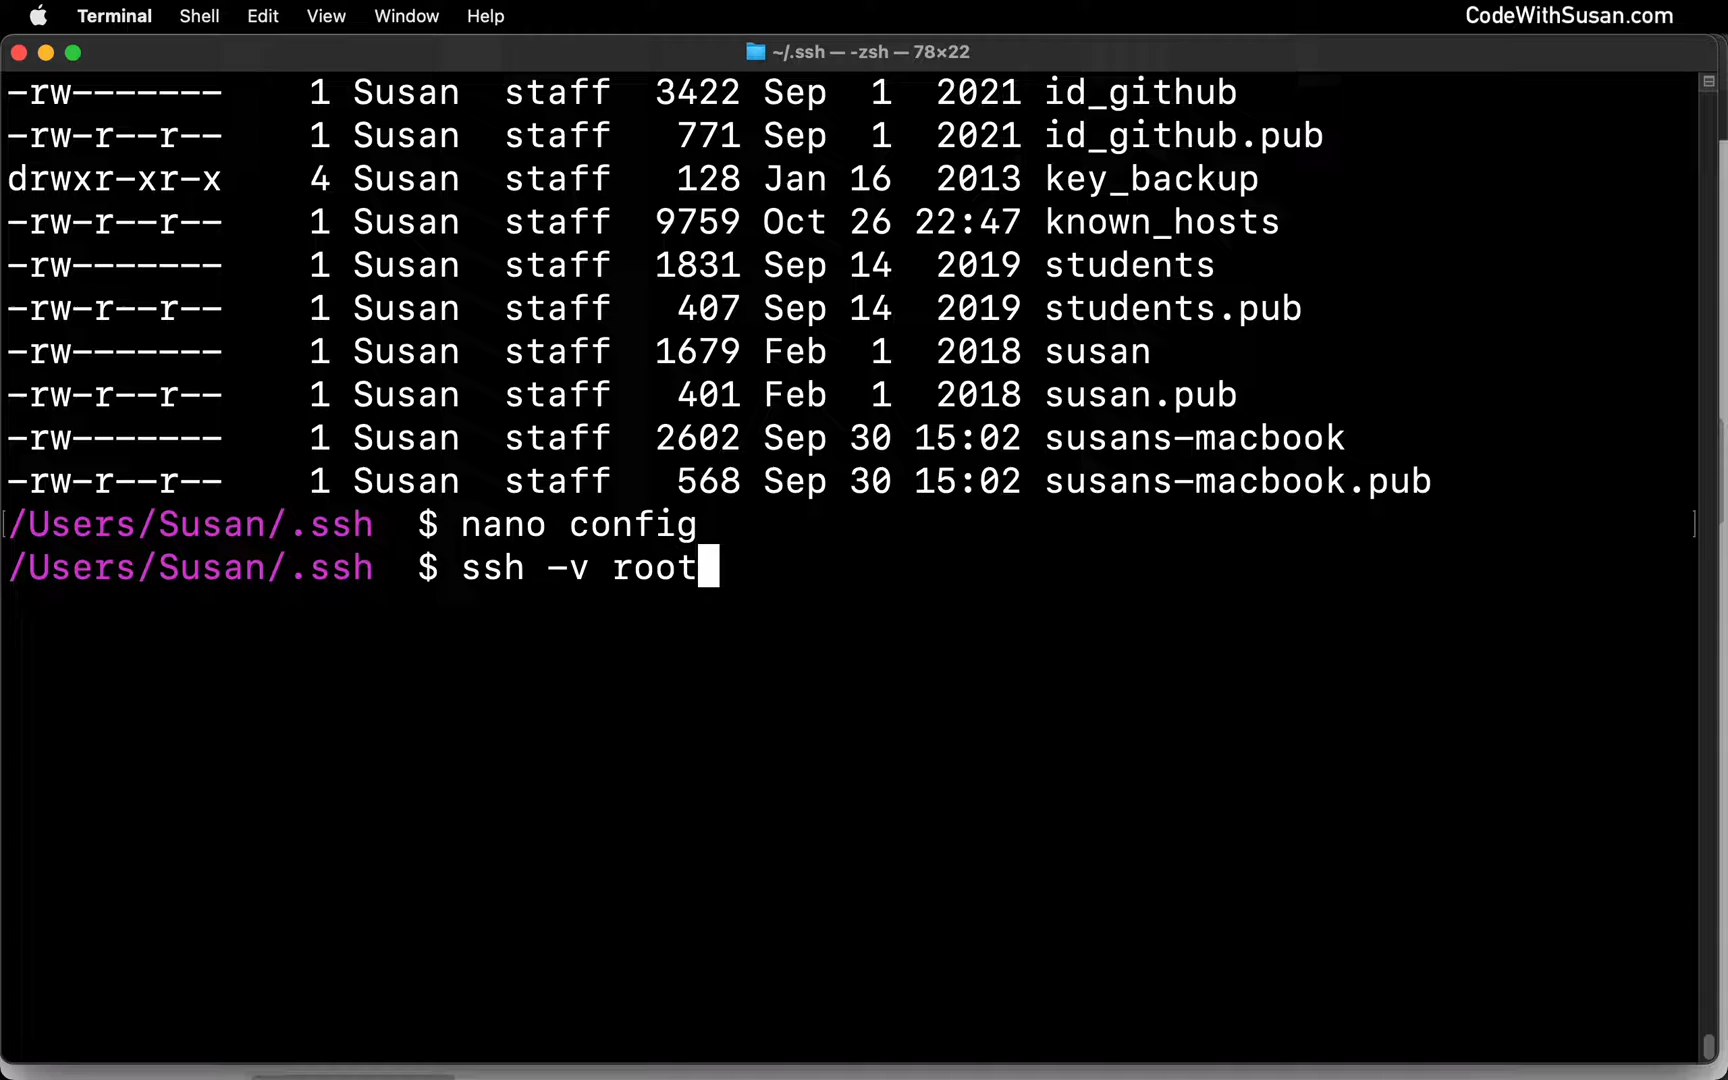 Terminal Shell Edit View Window Help CodeWithSusan.com
~/.ssh — -zsh — 78×22
-rw------- 1 Susan staff 3422 Sep 1 2021 id_github
-rw-r--r-- 1 Susan staff 771 Sep 1 2021 id_github.pub
drwxr-xr-x 4 Susan staff 128 Jan 16 2013 key_backup
-rw-r--r-- 1 Susan staff 9759 Oct 26 22:47 known_hosts
-rw------- 1 Susan staff 1831 Sep 14 2019 students
-rw-r--r-- 1 Susan staff 407 Sep 14 2019 students.pub
-rw------- 1 Susan staff 1679 Feb 1 2018 susan
-rw-r--r-- 1 Susan staff 401 Feb 1 2018 susan.pub
-rw------- 1 Susan staff 2602 Sep 30 15:02 susans-macbook
-rw-r--r-- 1 Susan staff 568 Sep 30 15:02 susans-macbook.pub
/Users/Susan/.ssh $ nano config
/Users/Susan/.ssh $ ssh -v root